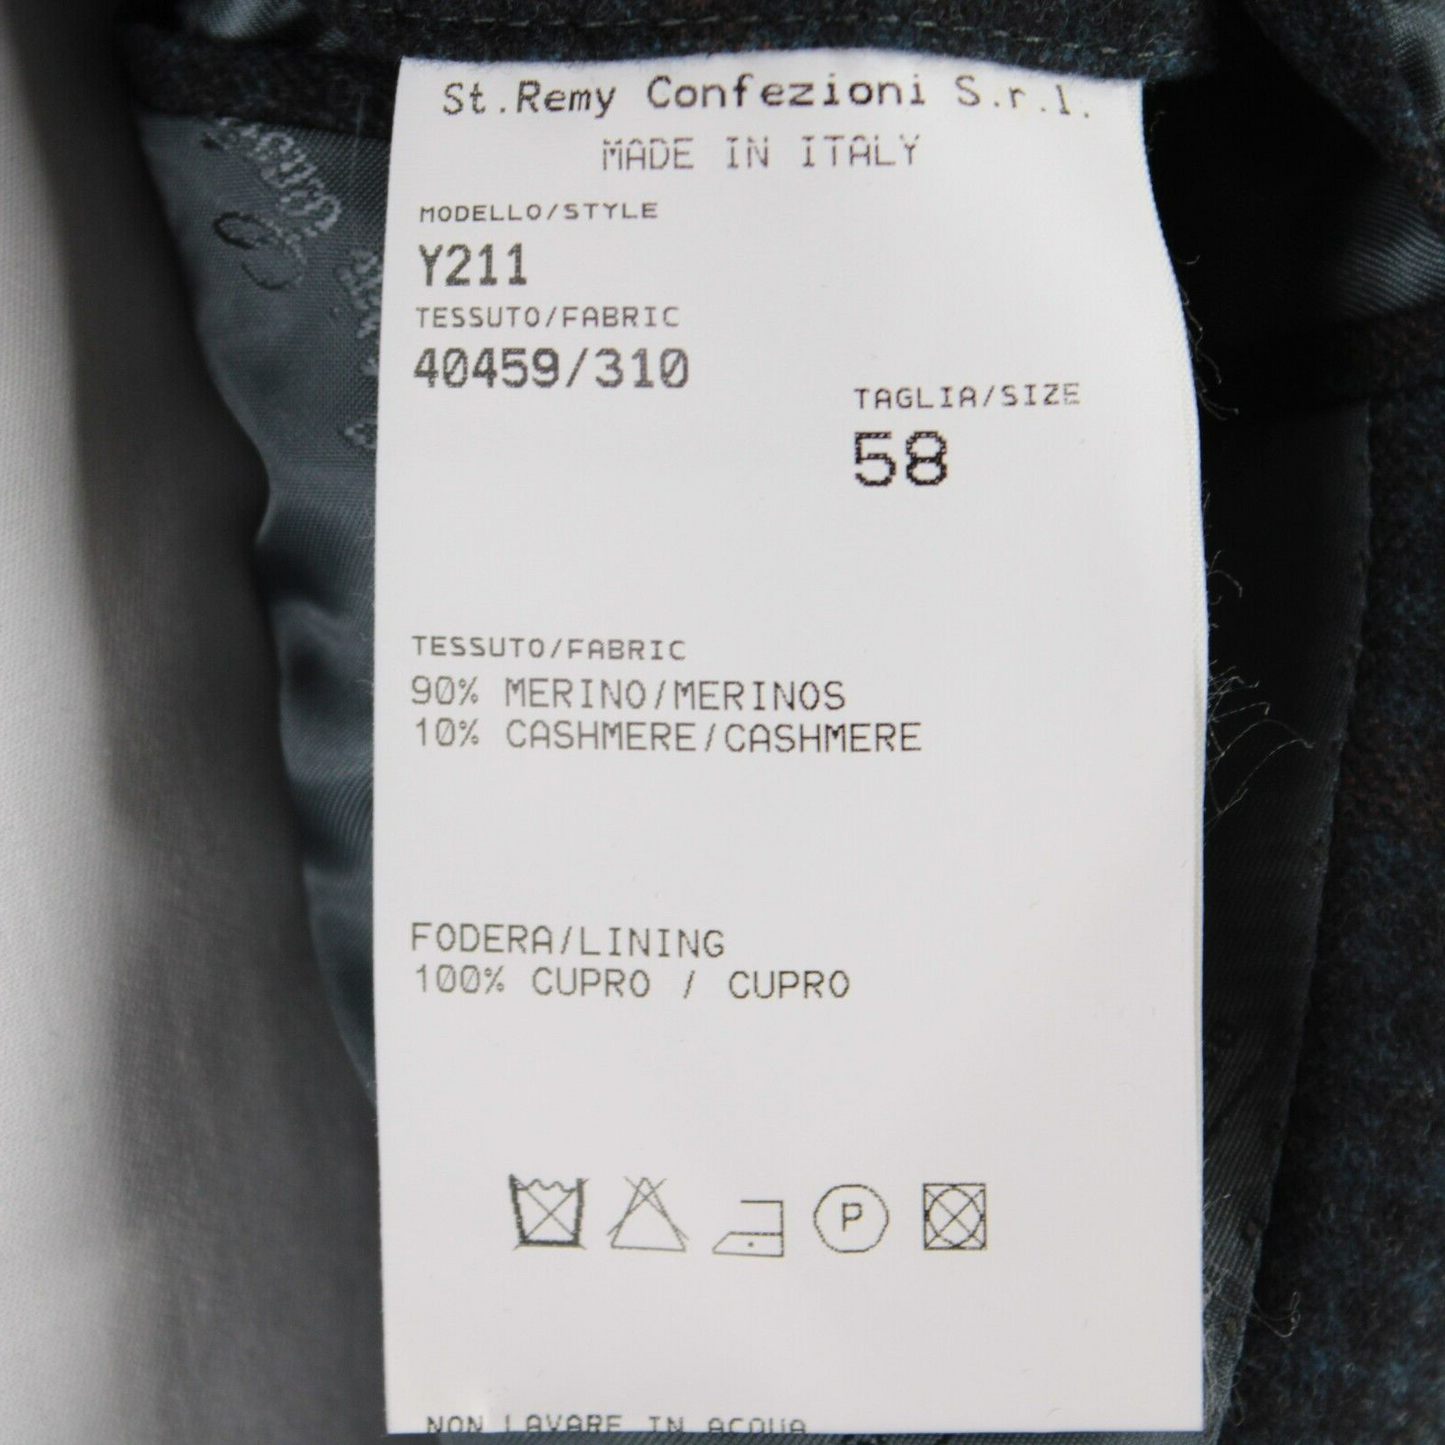 St.Remy Confezioni S.r.l.
MADE IN ITALY
MODELLO/STYLE
Y211
TESSUTO/FABRIC
40459/310
TAGLIA/SIZE
58
TESSUTO/FABRIC
90% MERINO/MERINOS
10% CASHMERE/CASHMERE
FODERA/LINING
100% CUPRO / CUPRO
P
NON LAVARE IN ACQUA